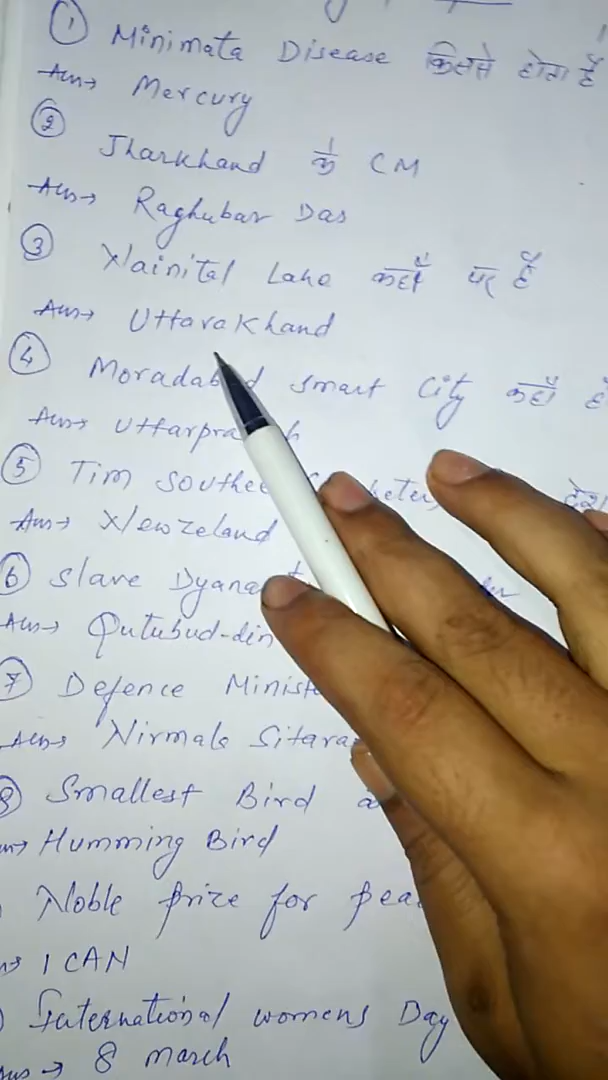 ① Minimata Disease किससे होता है
Ans→ Mercury
② Jharkhand के CM
Ans→ Raghubar Das
③ Nainital Lake कहाँ पर है
Ans→ Uttarakhand
④ Moradabad smart City कहाँ है
Ans→ Uttarpra h
⑤ Tim Southee देश
Ans→ Newzeland
⑥ Slave
Ans→ Qutubud-din
⑦ Defence Minist
Ans→ Nirmala Sitara
⑧ Smallest Bird
Ans→ Humming Bird
Noble prize for pea
Ans→ I CAN
International womens Day
Ans→ 8 march